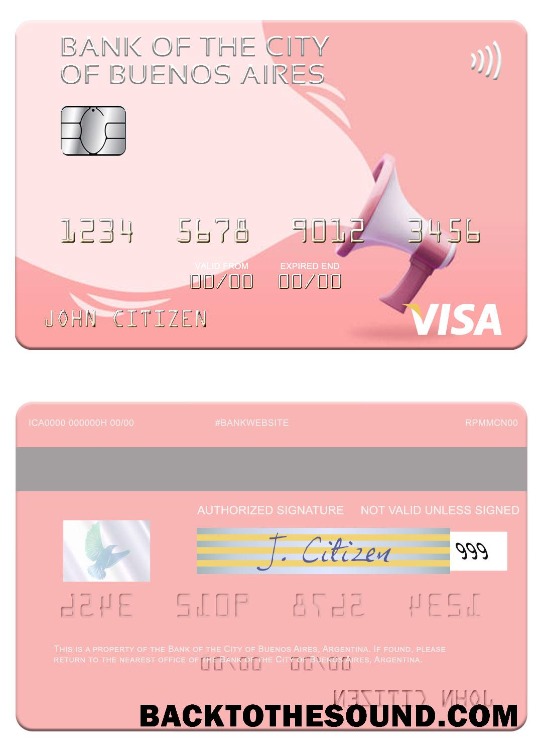 BANK OF THE CITY
OF BUENOS AIRES
1234 5678 9012 3456
VALID FROM EXPIRED END
00/00 00/00
JOHN CITIZEN
VISA
ICA0000 000000H 00/00 #BANKWEBSITE RPMMCN00
AUTHORIZED SIGNATURE NOT VALID UNLESS SIGNED
J. Citizen 999
THIS IS A PROPERTY OF THE BANK OF THE CITY OF BUENOS AIRES, ARGENTINA. IF FOUND, PLEASE
RETURN TO THE NEAREST OFFICE OF THE BANK OF THE CITY OF BUENOS AIRES, ARGENTINA.
BACKTOTHESOUND.COM